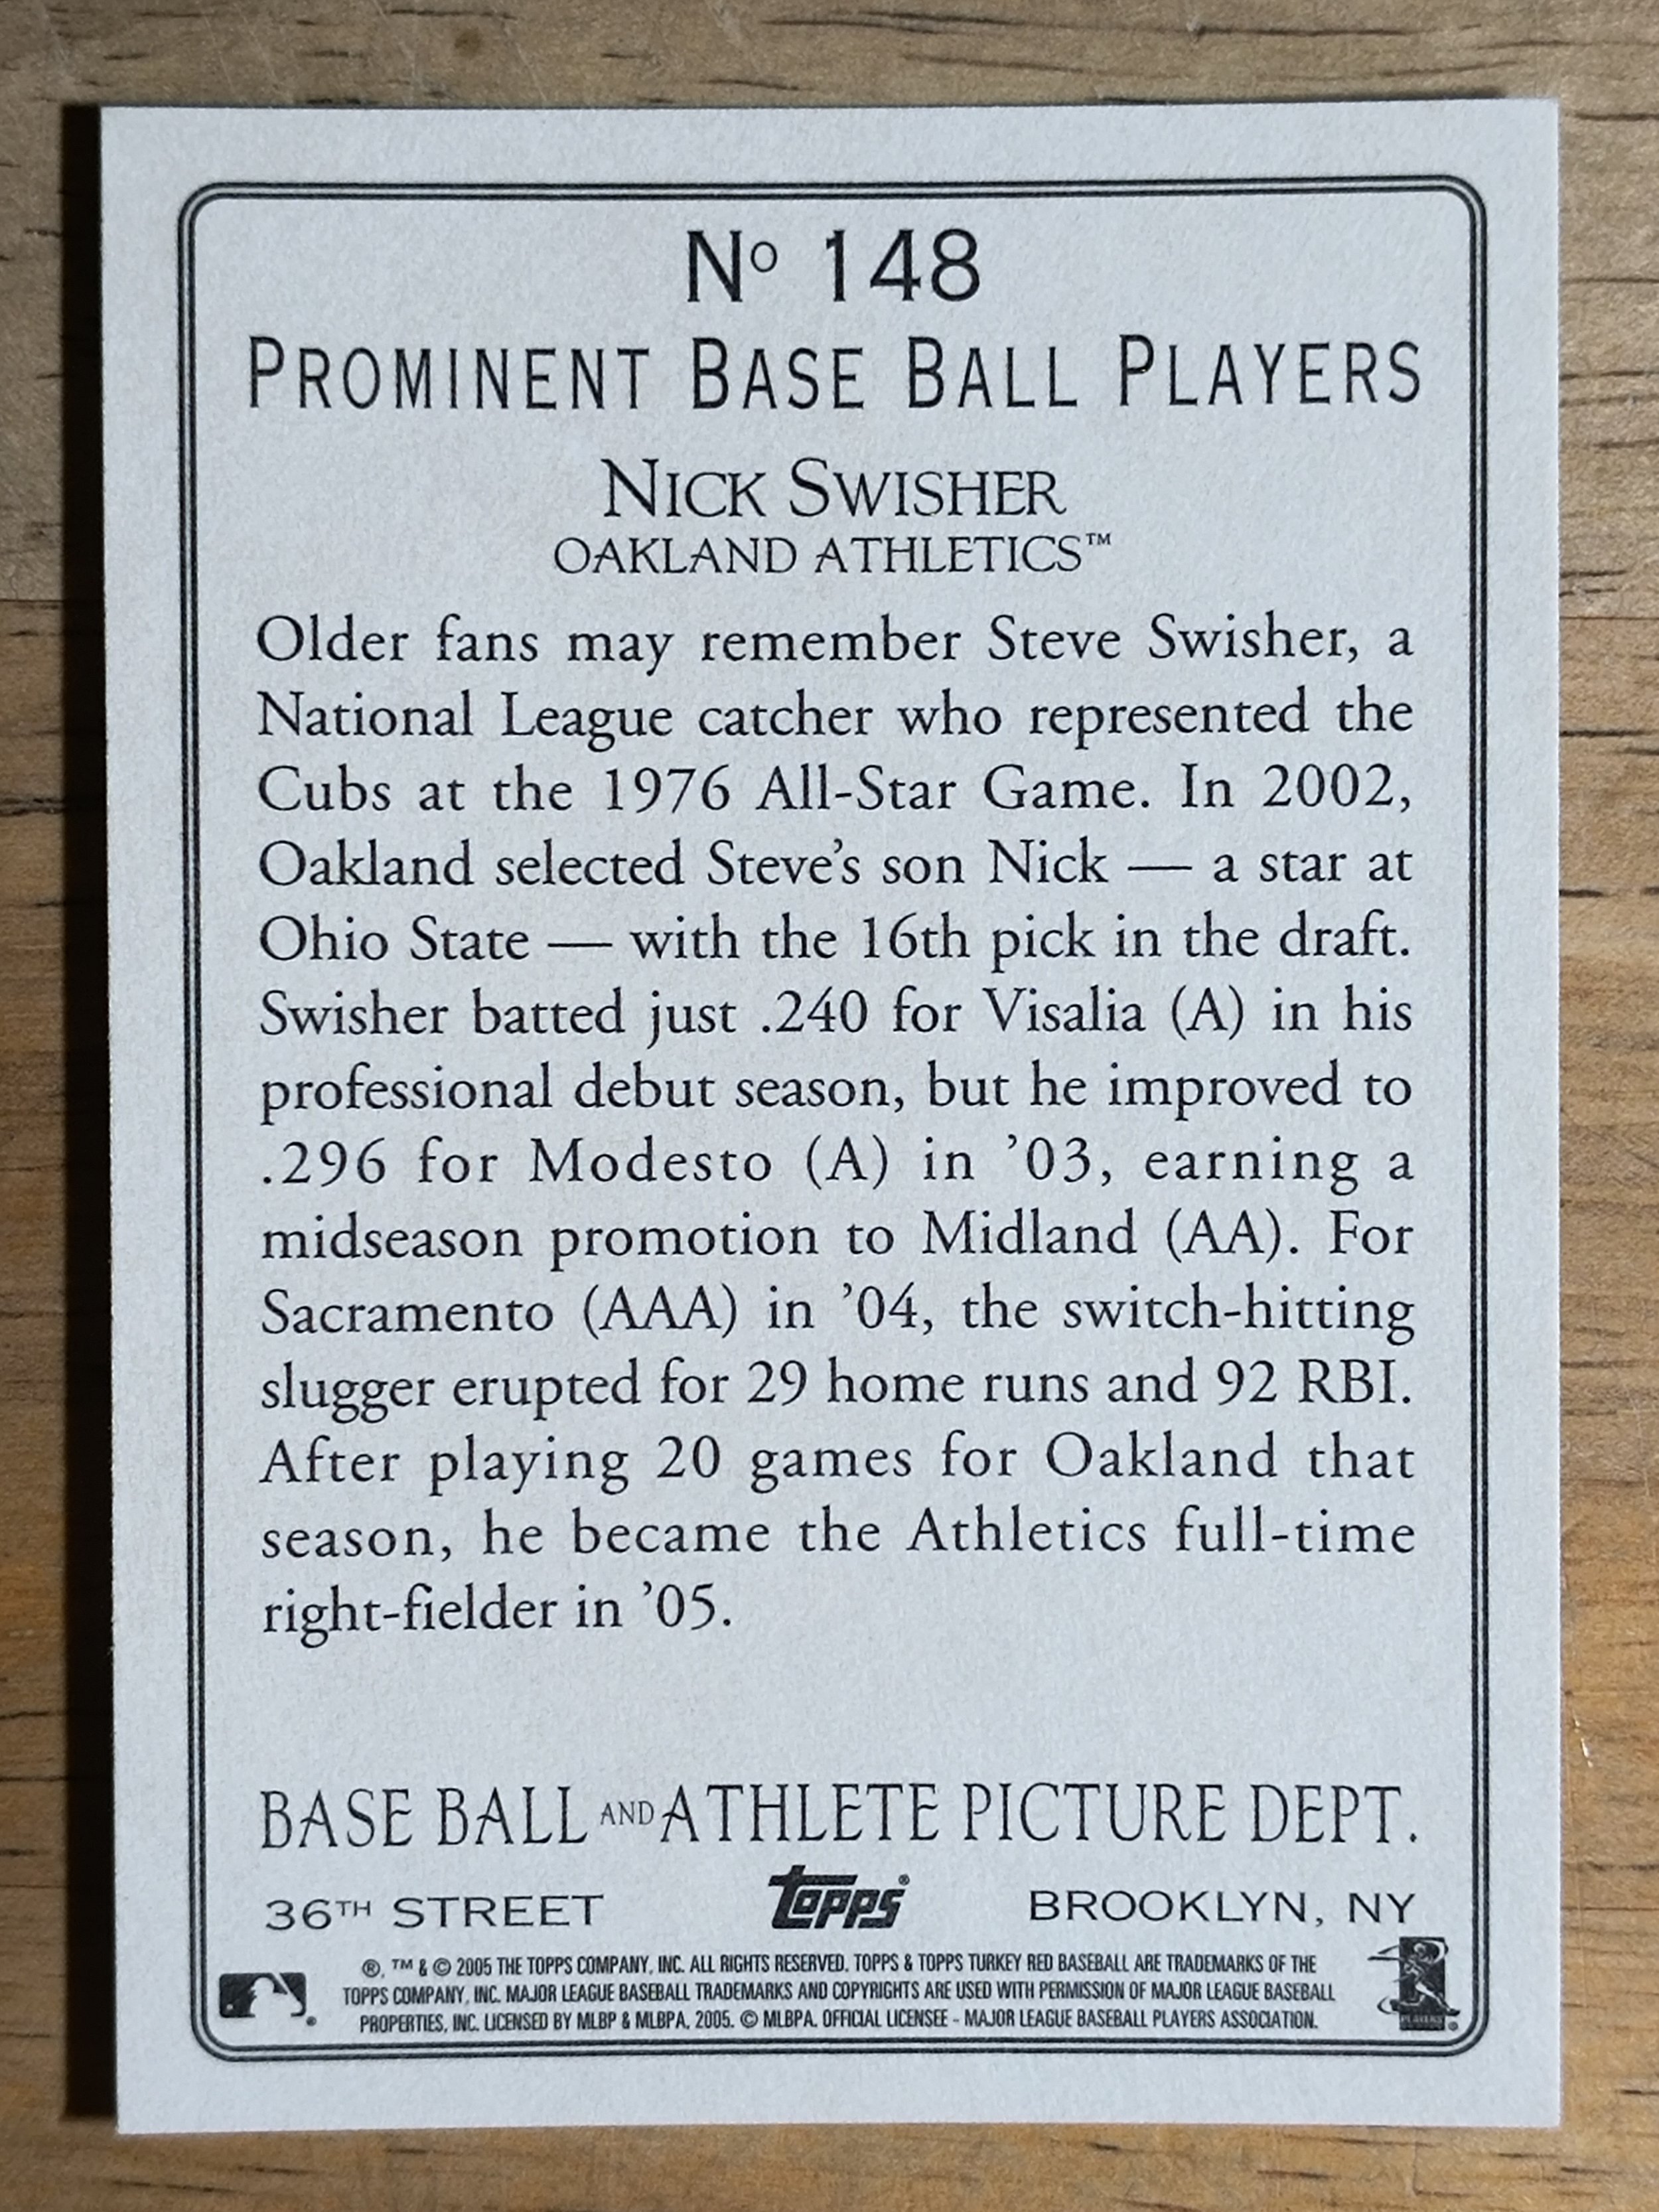 Nº 148
PROMINENT BASE BALL PLAYERS
NICK SWISHER
OAKLAND ATHLETICS™
Older fans may remember Steve Swisher, a
National League catcher who represented the
Cubs at the 1976 All-Star Game. In 2002,
Oakland selected Steve’s son Nick — a star at
Ohio State — with the 16th pick in the draft.
Swisher batted just .240 for Visalia (A) in his
professional debut season, but he improved to
.296 for Modesto (A) in ’03, earning a
midseason promotion to Midland (AA). For
Sacramento (AAA) in ’04, the switch-hitting
slugger erupted for 29 home runs and 92 RBI.
After playing 20 games for Oakland that
season, he became the Athletics full-time
right-fielder in ’05.
BASE BALL AND ATHLETE PICTURE DEPT.
36TH STREET Topps® BROOKLYN, NY
®, ™ & © 2005 THE TOPPS COMPANY, INC. ALL RIGHTS RESERVED. TOPPS & TOPPS TURKEY RED BASEBALL ARE TRADEMARKS OF THE
TOPPS COMPANY, INC. MAJOR LEAGUE BASEBALL TRADEMARKS AND COPYRIGHTS ARE USED WITH PERMISSION OF MAJOR LEAGUE BASEBALL
PROPERTIES, INC. LICENSED BY MLBP & MLBPA, 2005. © MLBPA. OFFICIAL LICENSEE - MAJOR LEAGUE BASEBALL PLAYERS ASSOCIATION.